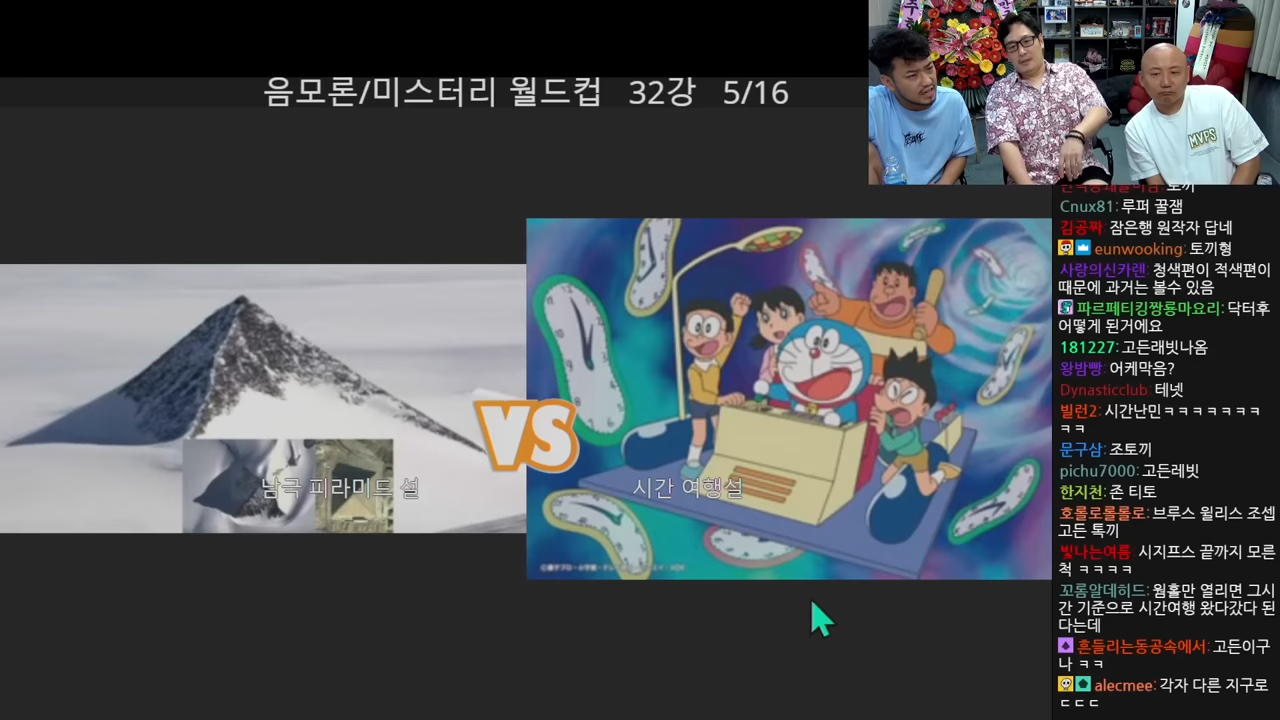 음모론/미스터리 월드컵 32강 5/16
MVPS
VS
남극 피라미드 설
시간 여행설
토끼
Cnux81: 루퍼 꿀잼
김공짜 잠은행 원작자 답네
eunwooking: 토끼형
사랑의신카렌: 청색편이 적색편이
때문에 과거는 볼수 있음
파르페티킹짱룡마요리: 닥터후
어떻게 된거에요
181227: 고든래빗나옴
왕밤빵: 어케막음?
Dynasticclub: 테넷
빌런2: 시간난민ㅋㅋㅋㅋㅋㅋㅋ
ㅋㅋ
문구삼: 조토끼
pichu7000: 고든레빗
한지천: 존 티토
호롤로롤롤로: 브루스 윌리스 조셉
고든 톡끼
빛나는여름 시지프스 끝까지 모른
척 ㅋㅋㅋㅋ
꼬롬알데히드: 웜홀만 열리면 그시
간 기준으로 시간여행 왔다갔다 된
다는데
흔들리는동공속에서: 고든이구
나 ㅋㅋ
alecmee: 각자 다른 지구로
ㄷㄷㄷ